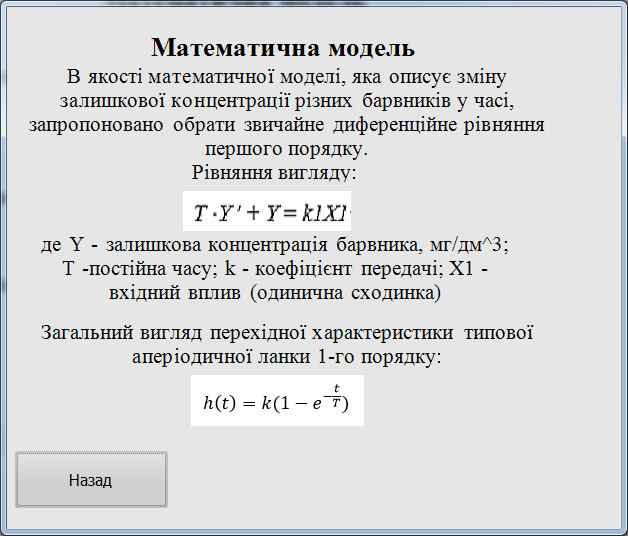 Математична модель
В якості математичної моделі, яка описує зміну
залишкової концентрації різних барвників у часі,
запропоновано обрати звичайне диференційне рівняння
першого порядку.
Рівняння вигляду:
T·Y'+Y=k1X1
де Y - залишкова концентрація барвника, мг/дм^3;
T -постійна часу; k - коефіцієнт передачі; X1 -
вхідний вплив (одинична сходинка)
Загальний вигляд перехідної характеристики типової
аперіодичної ланки 1-го порядку:
h(t) = k(1 − e^(−t/T))
Назад